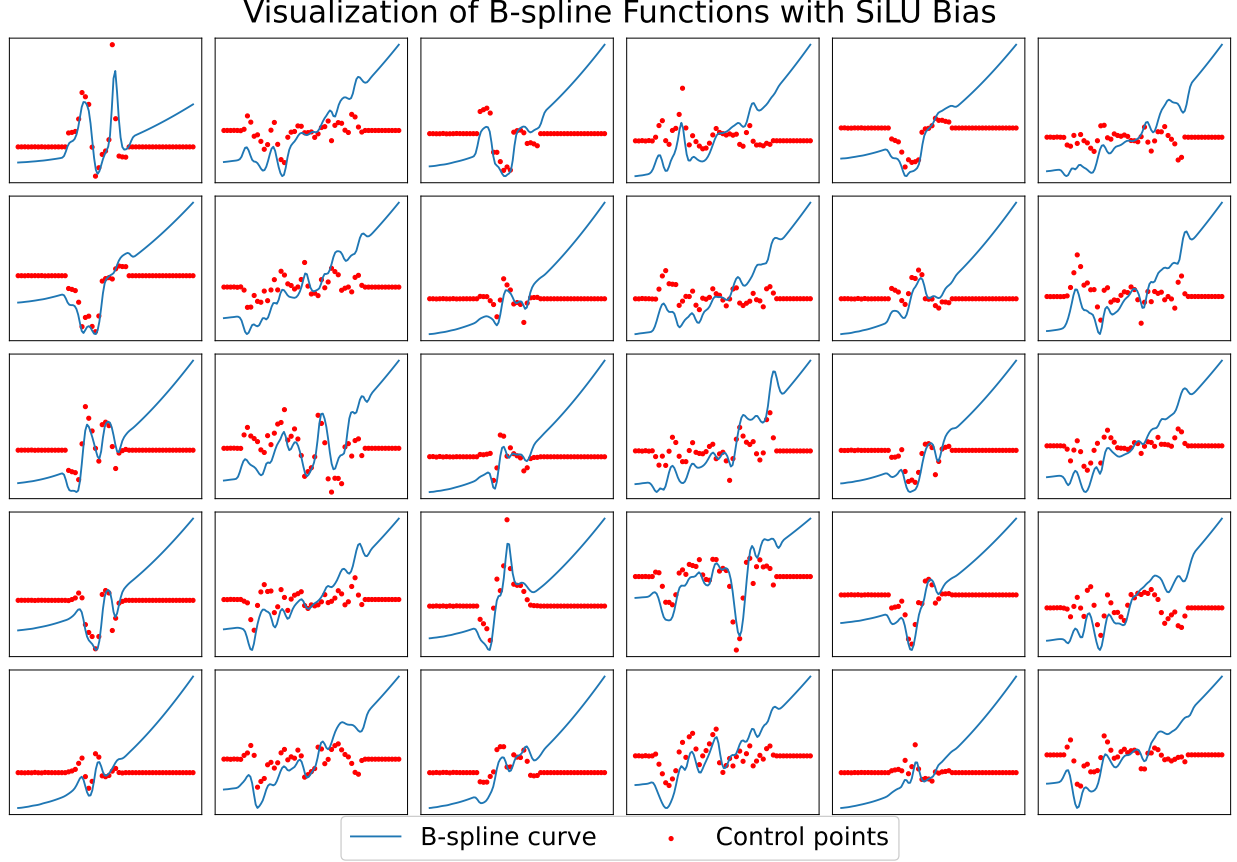 Visualization of B-spline Functions with SiLU Bias
B-spline curve
Control points